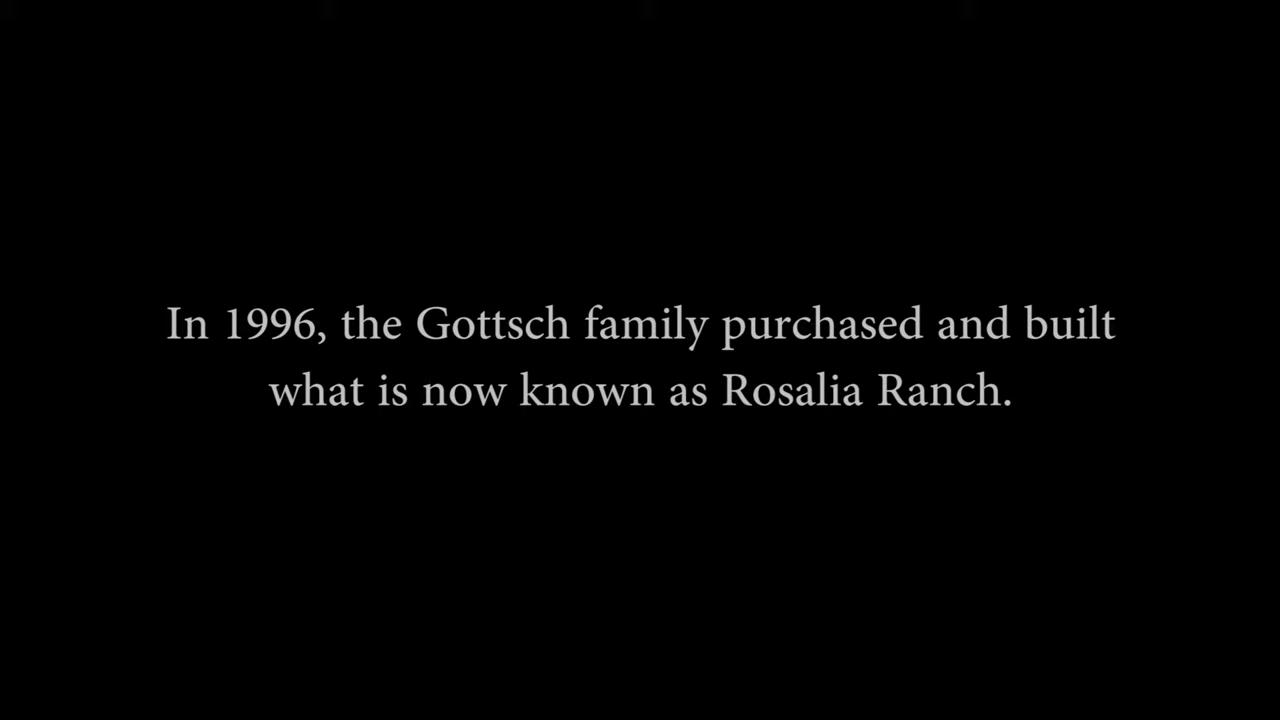 In 1996, the Gottsch family purchased and built
what is now known as Rosalia Ranch.